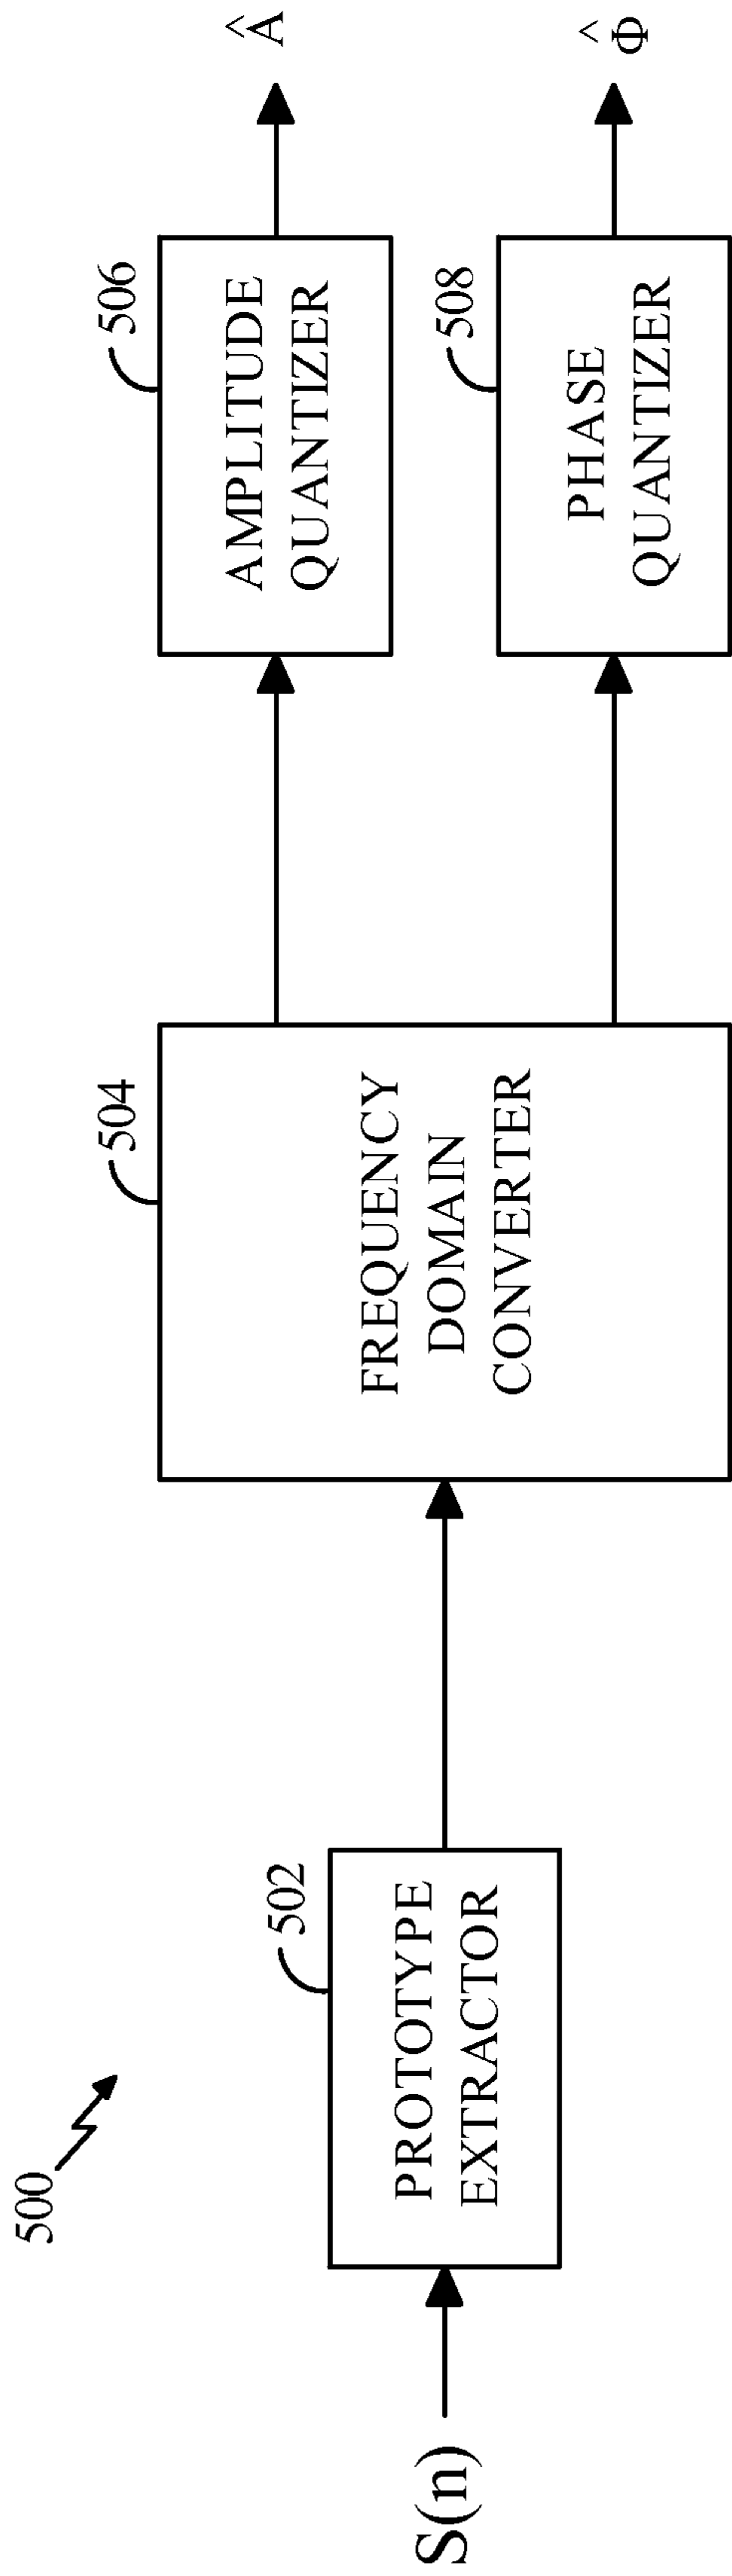 500
S(n)
502
PROTOTYPE
EXTRACTOR
504
FREQUENCY
DOMAIN
CONVERTER
506
AMPLITUDE
QUANTIZER
Â
508
PHASE
QUANTIZER
Φ̂